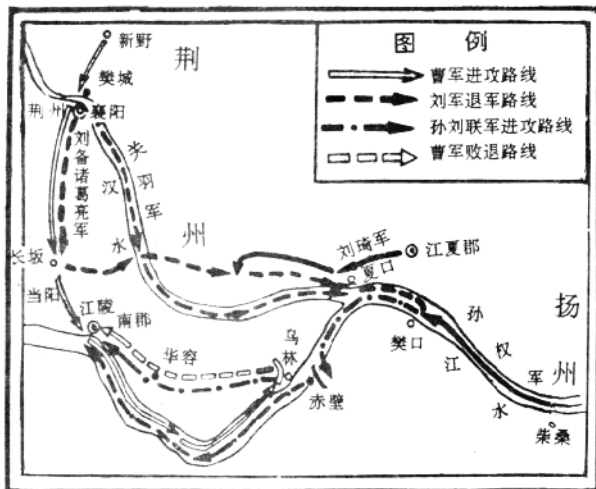 图 例
曹军进攻路线
刘军退军路线
孙刘联军进攻路线
曹军败退路线
新野
荆
樊城
荆州
襄阳
刘备诸葛亮军
关羽军
汉水
州
长坂
刘琦军
江夏郡
夏口
当阳
江陵
南郡
华容
乌林
赤壁
樊口
孙权军
江水
扬州
柴桑